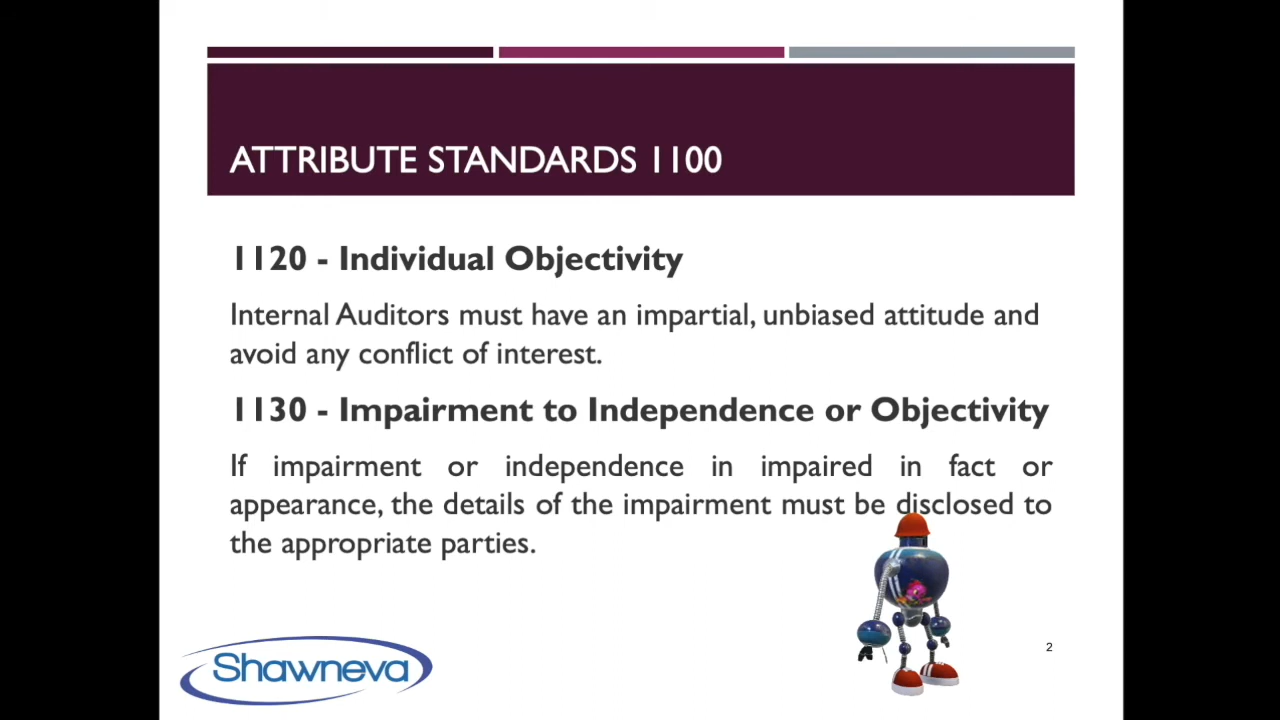 ATTRIBUTE STANDARDS 1100
1120 - Individual Objectivity
Internal Auditors must have an impartial, unbiased attitude and
avoid any conflict of interest.
1130 - Impairment to Independence or Objectivity
If impairment or independence in impaired in fact or
appearance, the details of the impairment must be disclosed to
the appropriate parties.
Shawneva
2